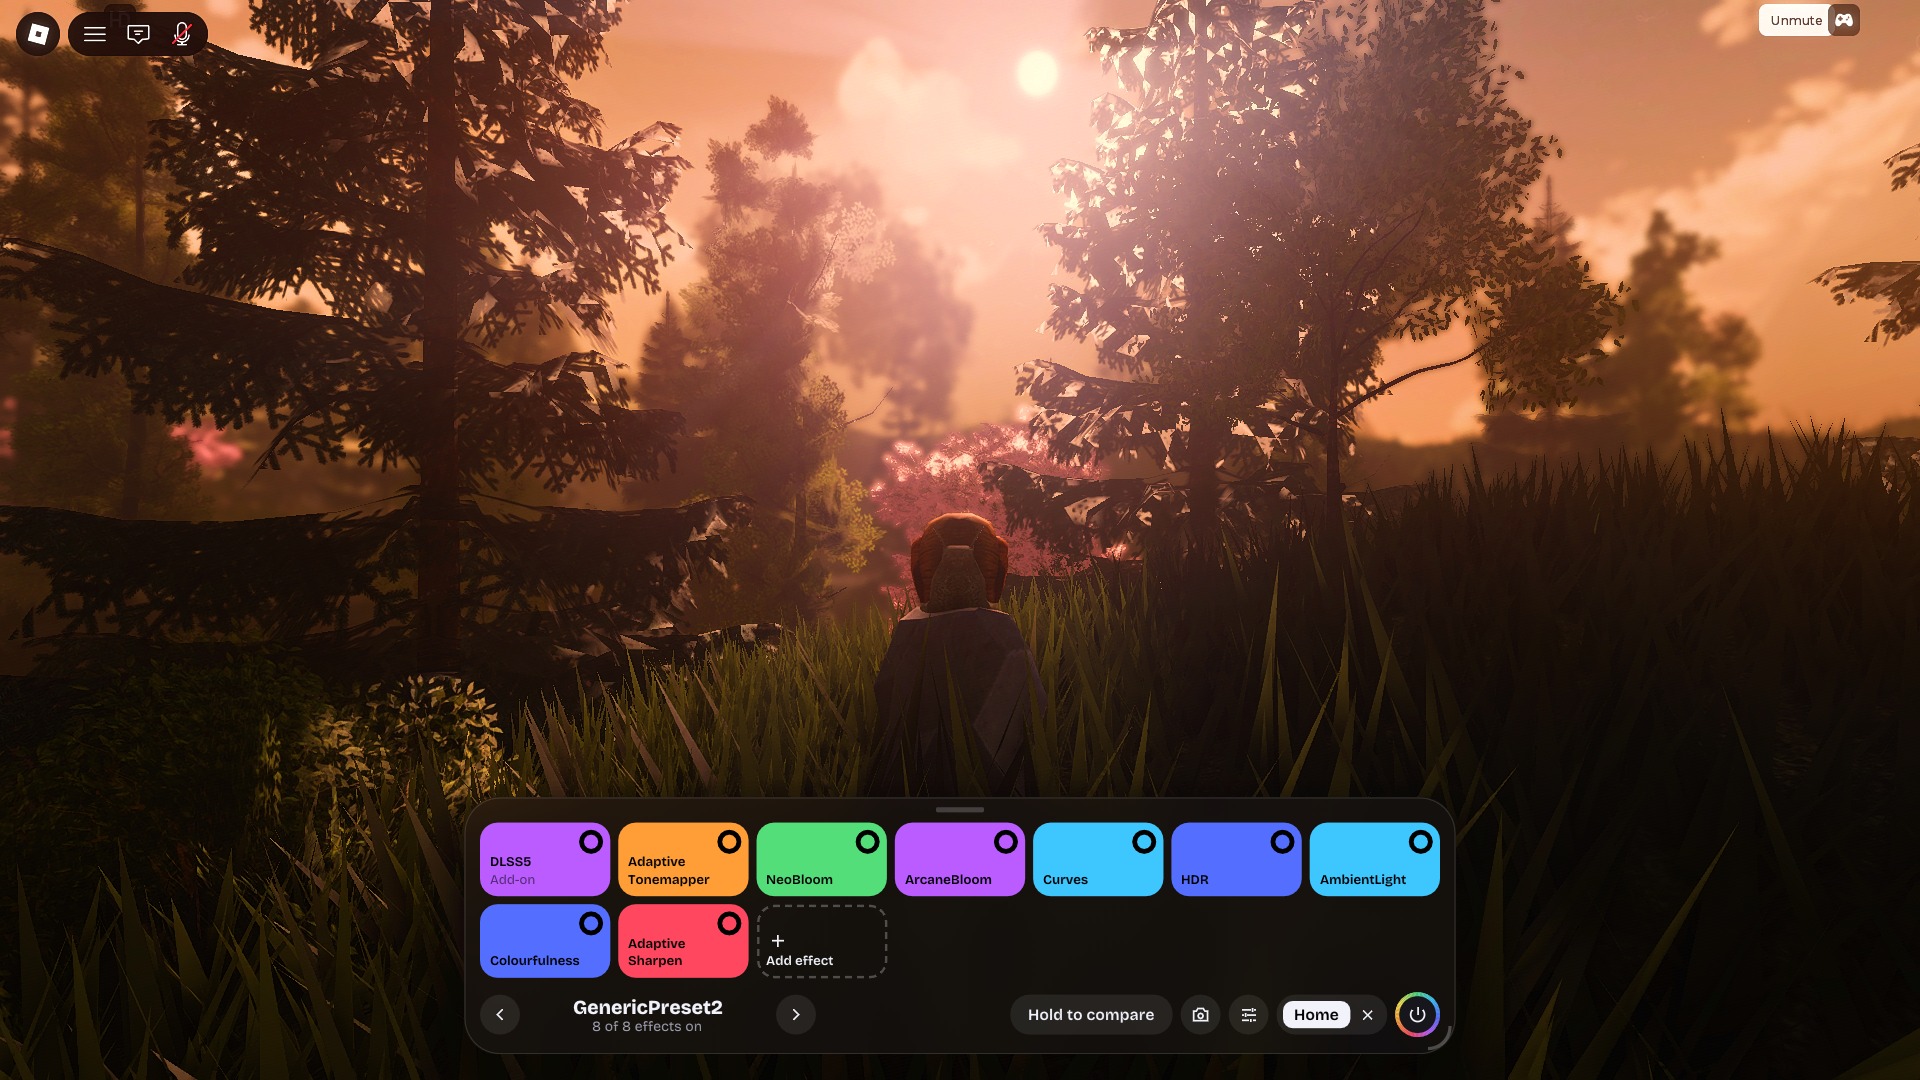 Unmute
DLSS5
Add-on
Adaptive
Tonemapper
NeoBloom
ArcaneBloom
Curves
HDR
AmbientLight
Colourfulness
Adaptive
Sharpen
Add effect
GenericPreset2
8 of 8 effects on
Hold to compare
Home